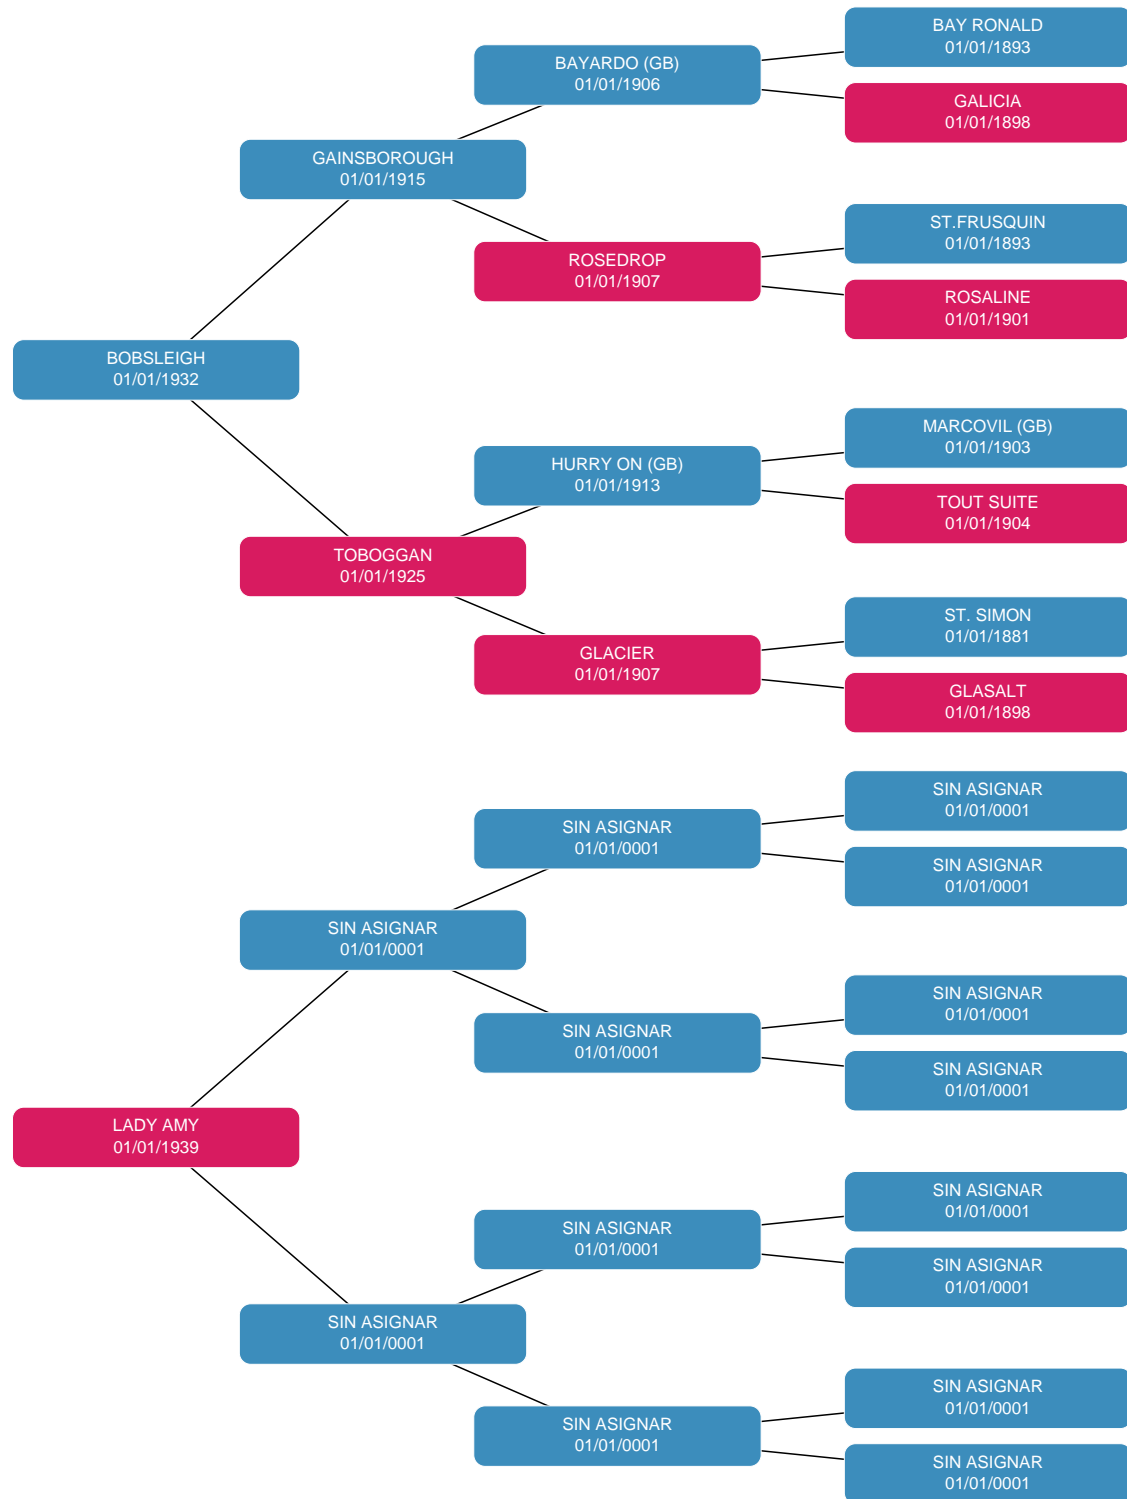 BAY RONALD
01/01/1893
BAYARDO (GB)
01/01/1906
GALICIA
01/01/1898
GAINSBOROUGH
01/01/1915
ST.FRUSQUIN
01/01/1893
ROSEDROP
01/01/1907
ROSALINE
01/01/1901
BOBSLEIGH
01/01/1932
MARCOVIL (GB)
01/01/1903
HURRY ON (GB)
01/01/1913
TOUT SUITE
01/01/1904
TOBOGGAN
01/01/1925
ST. SIMON
01/01/1881
GLACIER
01/01/1907
GLASALT
01/01/1898
SIN ASIGNAR
01/01/0001
SIN ASIGNAR
01/01/0001
SIN ASIGNAR
01/01/0001
SIN ASIGNAR
01/01/0001
SIN ASIGNAR
01/01/0001
SIN ASIGNAR
01/01/0001
SIN ASIGNAR
01/01/0001
LADY AMY
01/01/1939
SIN ASIGNAR
01/01/0001
SIN ASIGNAR
01/01/0001
SIN ASIGNAR
01/01/0001
SIN ASIGNAR
01/01/0001
SIN ASIGNAR
01/01/0001
SIN ASIGNAR
01/01/0001
SIN ASIGNAR
01/01/0001